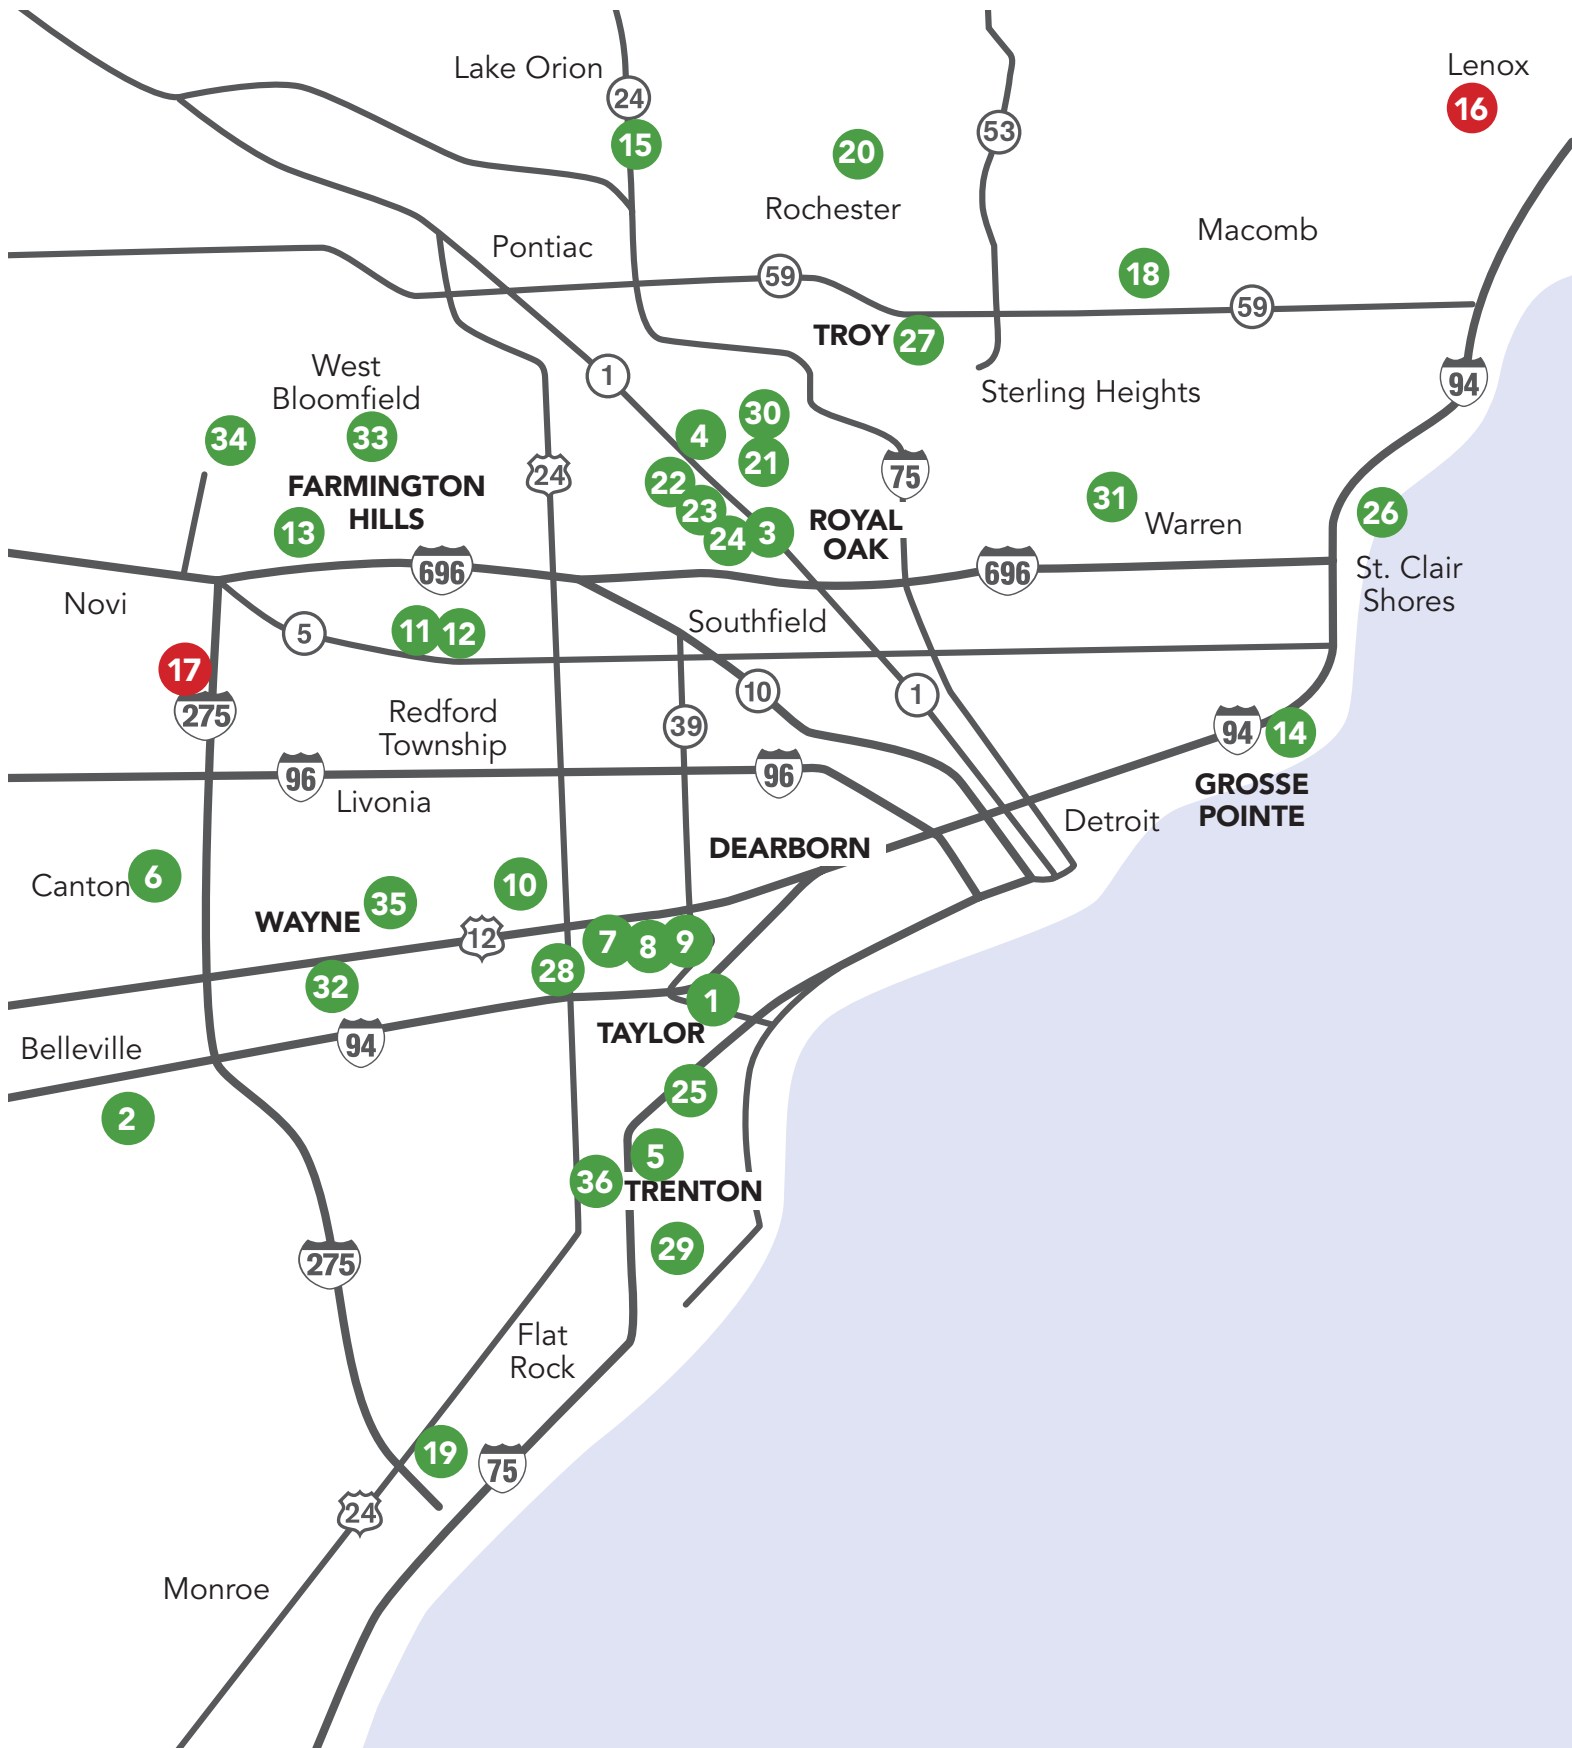 Lenox
16
Lake Orion
24
15
53
20
Rochester
Macomb
Pontiac
59
18
59
TROY 27
1
West
Bloomfield
Sterling Heights
94
34
33
4
30
21
24
75
22
23
24
3
FARMINGTON
HILLS
13
ROYAL
OAK
31
Warren
26
696
696
St. Clair
Shores
Novi
5
11
12
Southfield
17
275
10
1
39
Redford
Township
94
14
96
96
Livonia
GROSSE
POINTE
Detroit
DEARBORN
Canton 6
10
WAYNE 35
12
7
8
9
28
32
1
TAYLOR
94
Belleville
2
25
5
36
TRENTON
29
275
Flat
Rock
19
75
24
Monroe